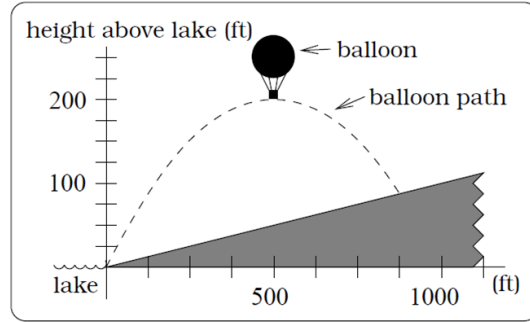 height above lake (ft)
balloon
200
balloon path
100
lake
500
1000
(ft)